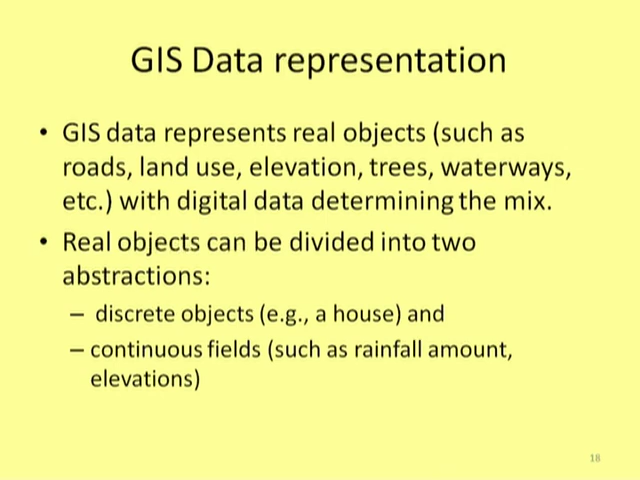 GIS Data representation
• GIS data represents real objects (such as
roads, land use, elevation, trees, waterways,
etc.) with digital data determining the mix.
• Real objects can be divided into two
abstractions:
– discrete objects (e.g., a house) and
– continuous fields (such as rainfall amount,
elevations)
18